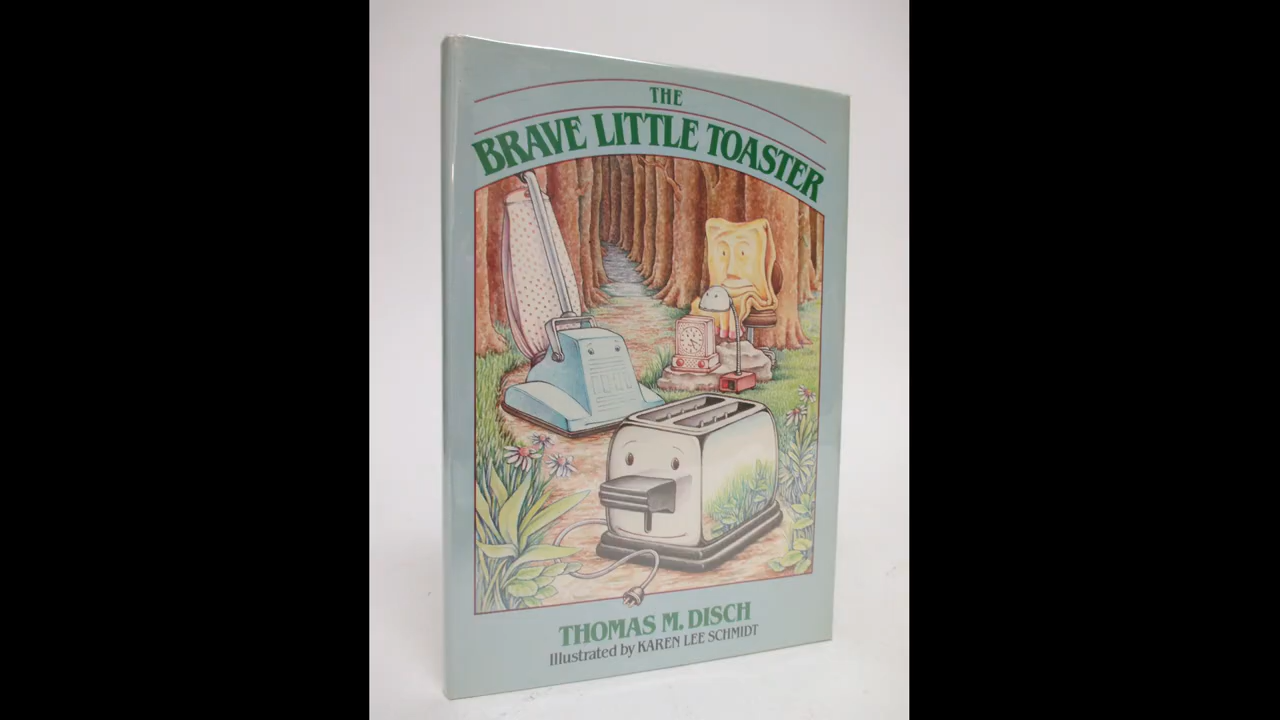 THE
BRAVE LITTLE TOASTER
THOMAS M. DISCH
Illustrated by KAREN LEE SCHMIDT